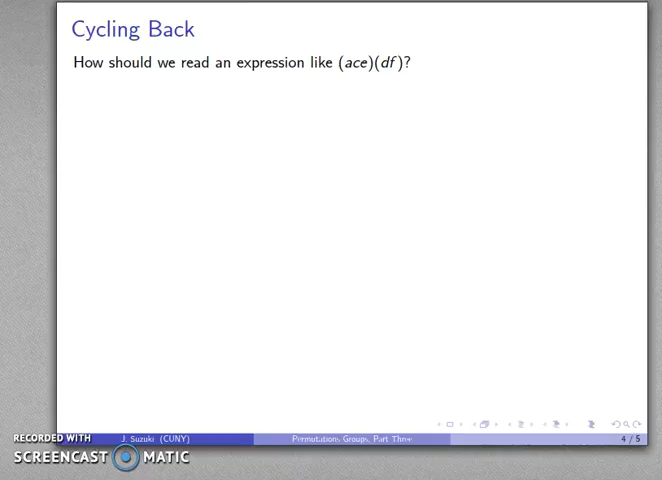 Cycling Back
How should we read an expression like (ace)(df)?
RECORDED WITH
SCREENCAST MATIC
J. Suzuki (CUNY)
Permutations Groups, Part Three
4 / 5